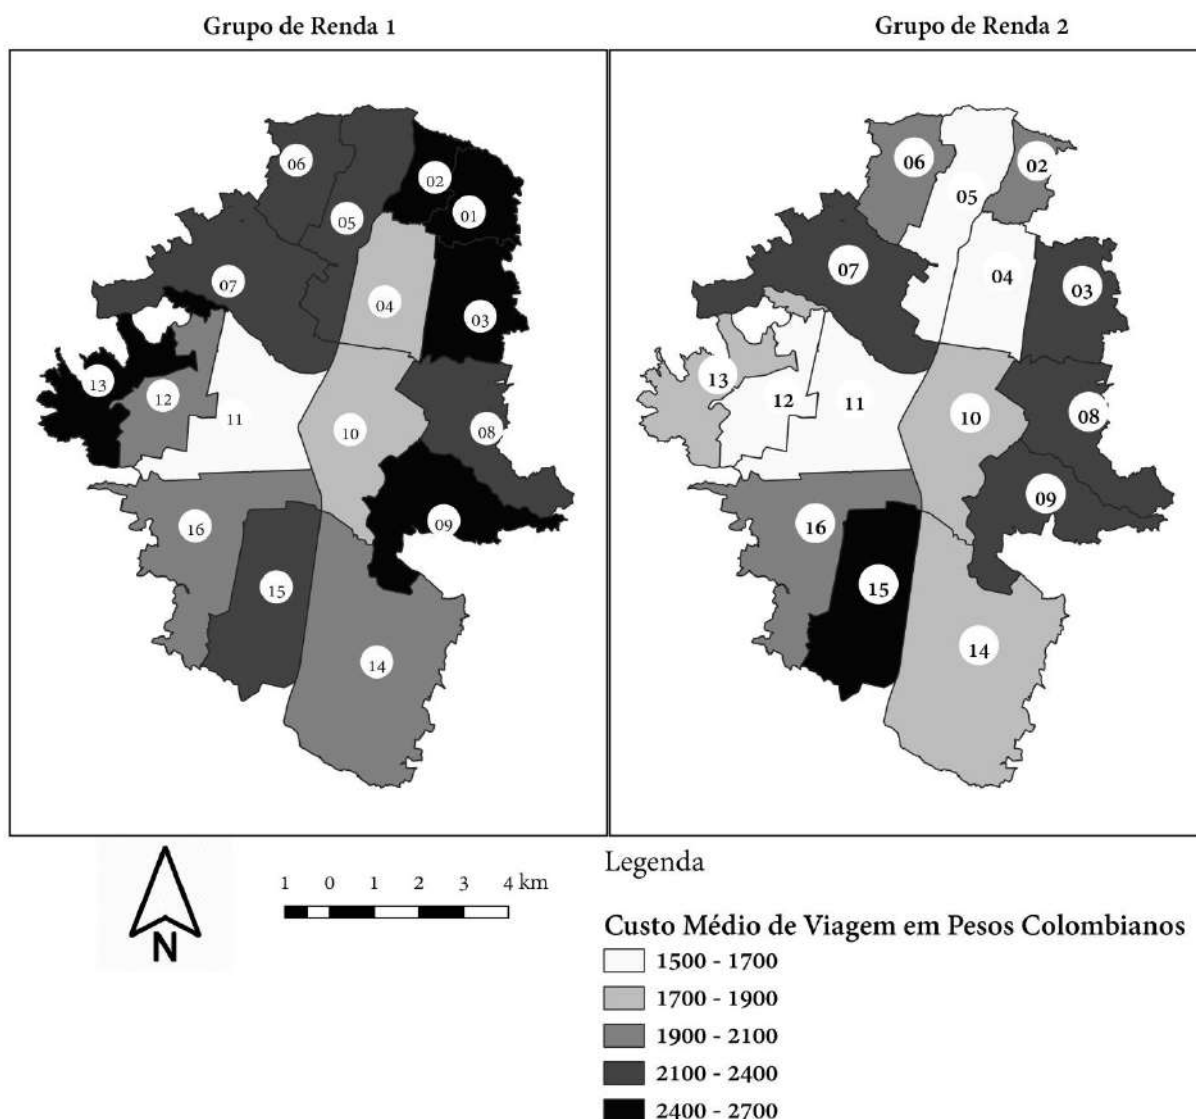 Grupo de Renda 1
Grupo de Renda 2
06
02
01
05
07
04
03
13
12
11
10
08
09
16
15
14
06
02
05
04
07
03
13
12
11
10
08
09
16
15
14
1 0 1 2 3 4 km
N
Legenda
Custo Médio de Viagem em Pesos Colombianos
1500 - 1700
1700 - 1900
1900 - 2100
2100 - 2400
2400 - 2700